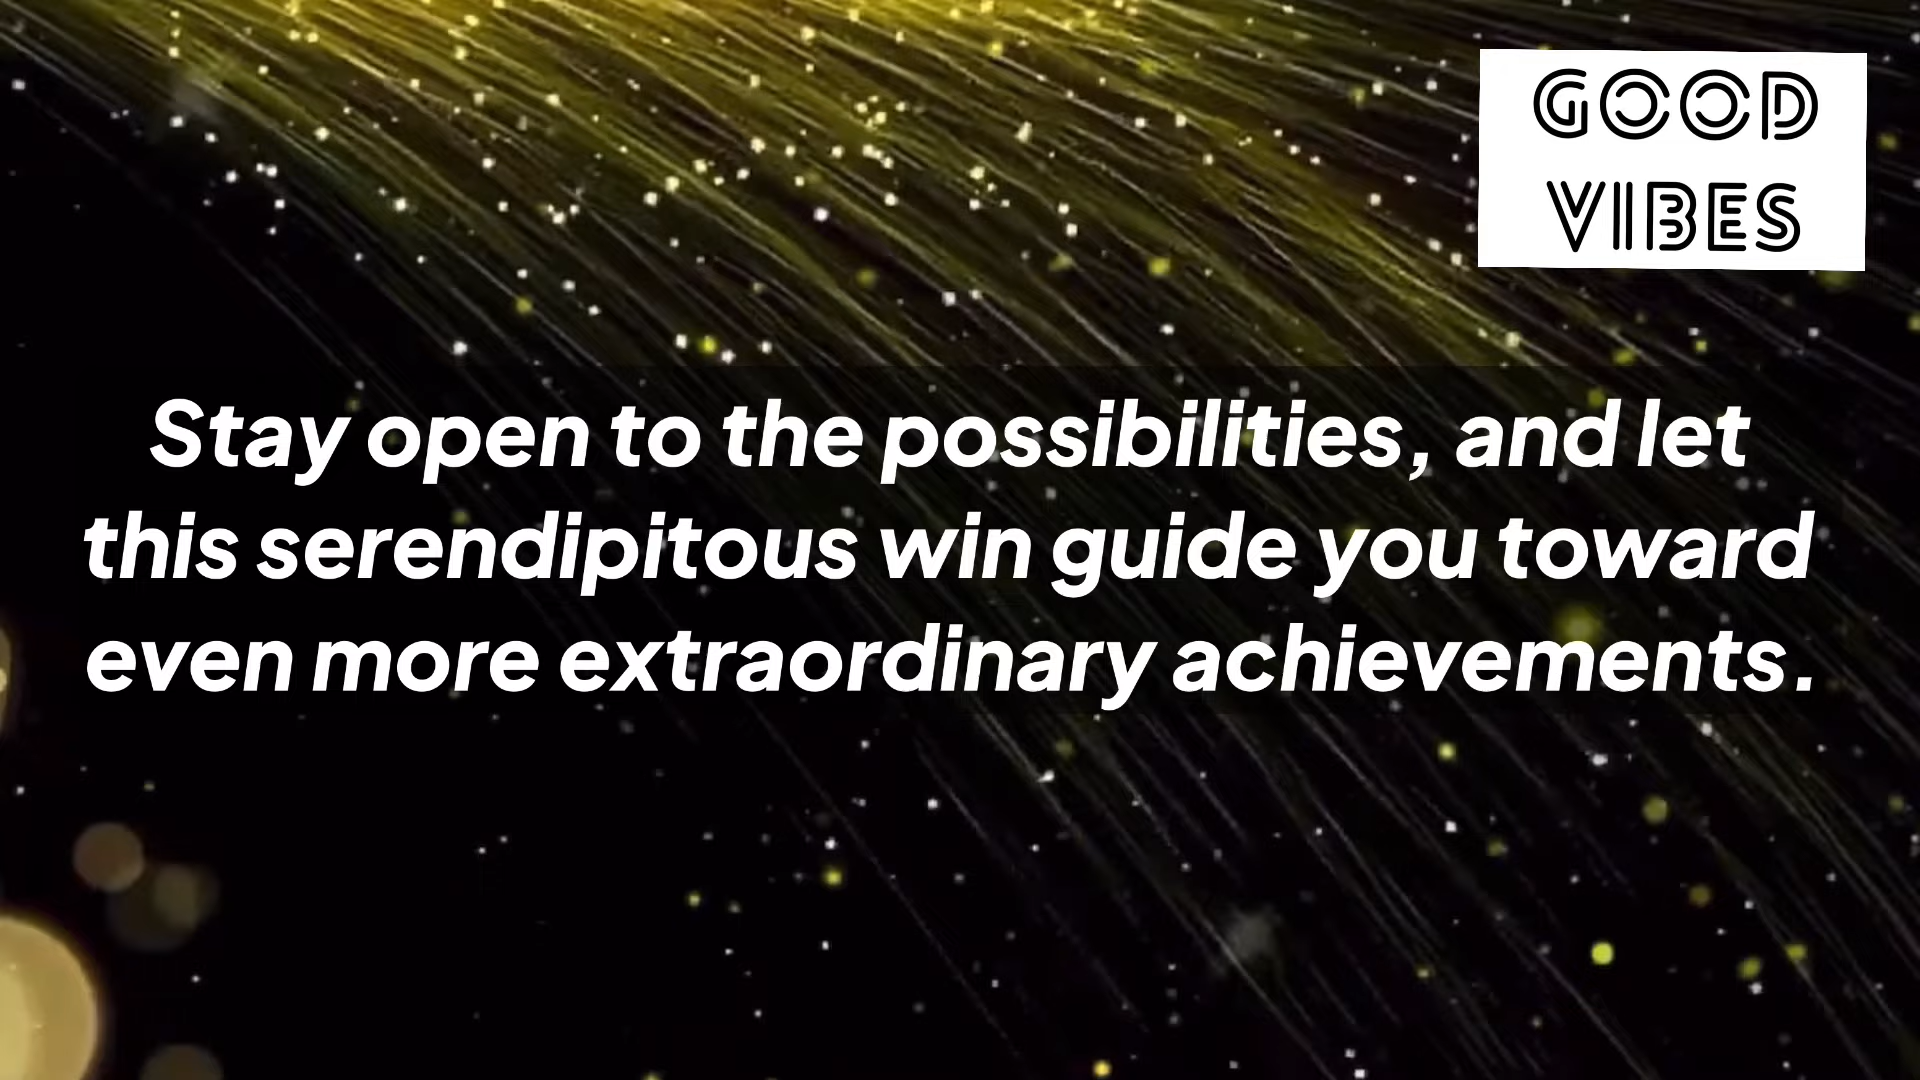 GOOD
VIBES
Stay open to the possibilities, and let
this serendipitous win guide you toward
even more extraordinary achievements.